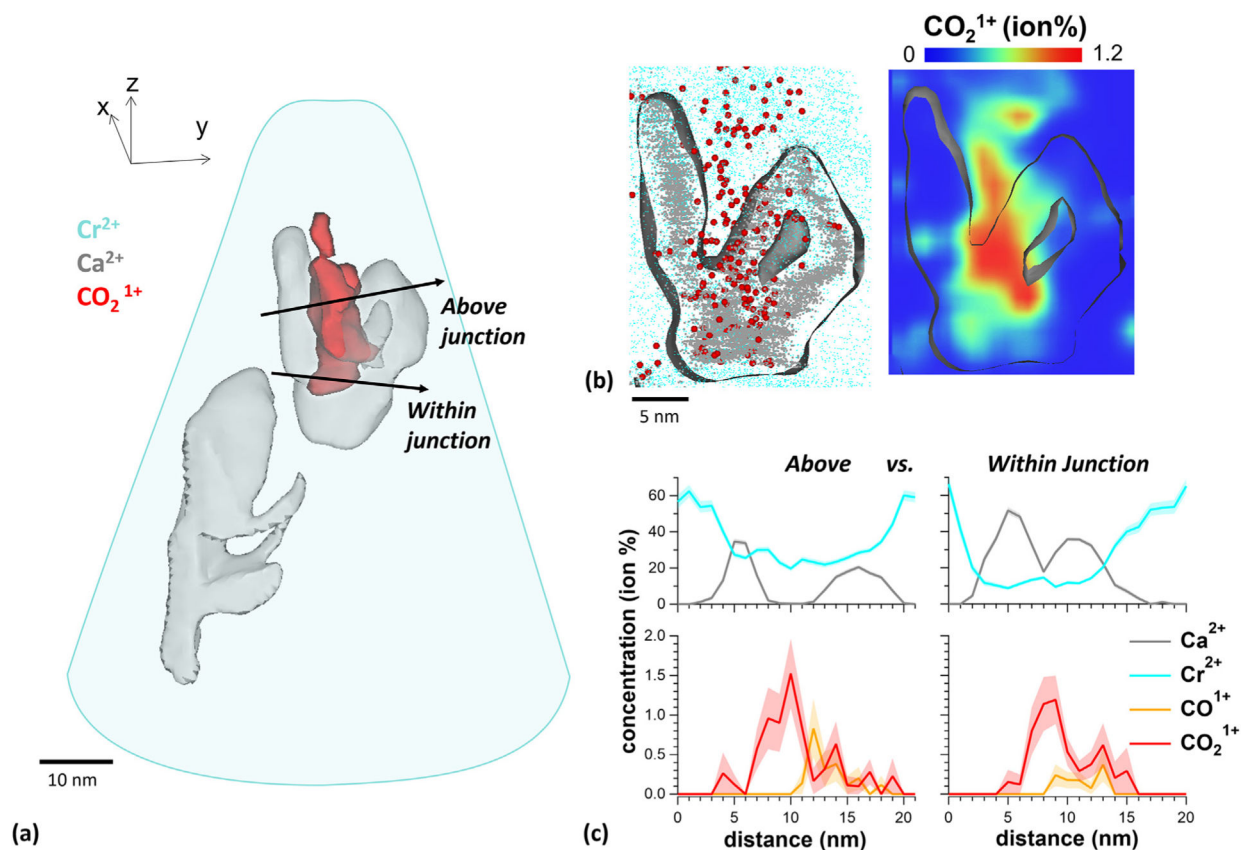 z
x
y
Cr2+
Ca2+
CO2 1+
Above
junction
Within
junction
10 nm
(a)
CO2 1+ (ion%)
0 1.2
(b)
5 nm
Above vs. Within Junction
concentration (ion %)
60
40
20
0
2.0
1.5
1.0
0.5
0.0
0 5 10 15 20
distance (nm)
0 5 10 15 20
distance (nm)
Ca2+
Cr2+
CO1+
CO2 1+
(c)